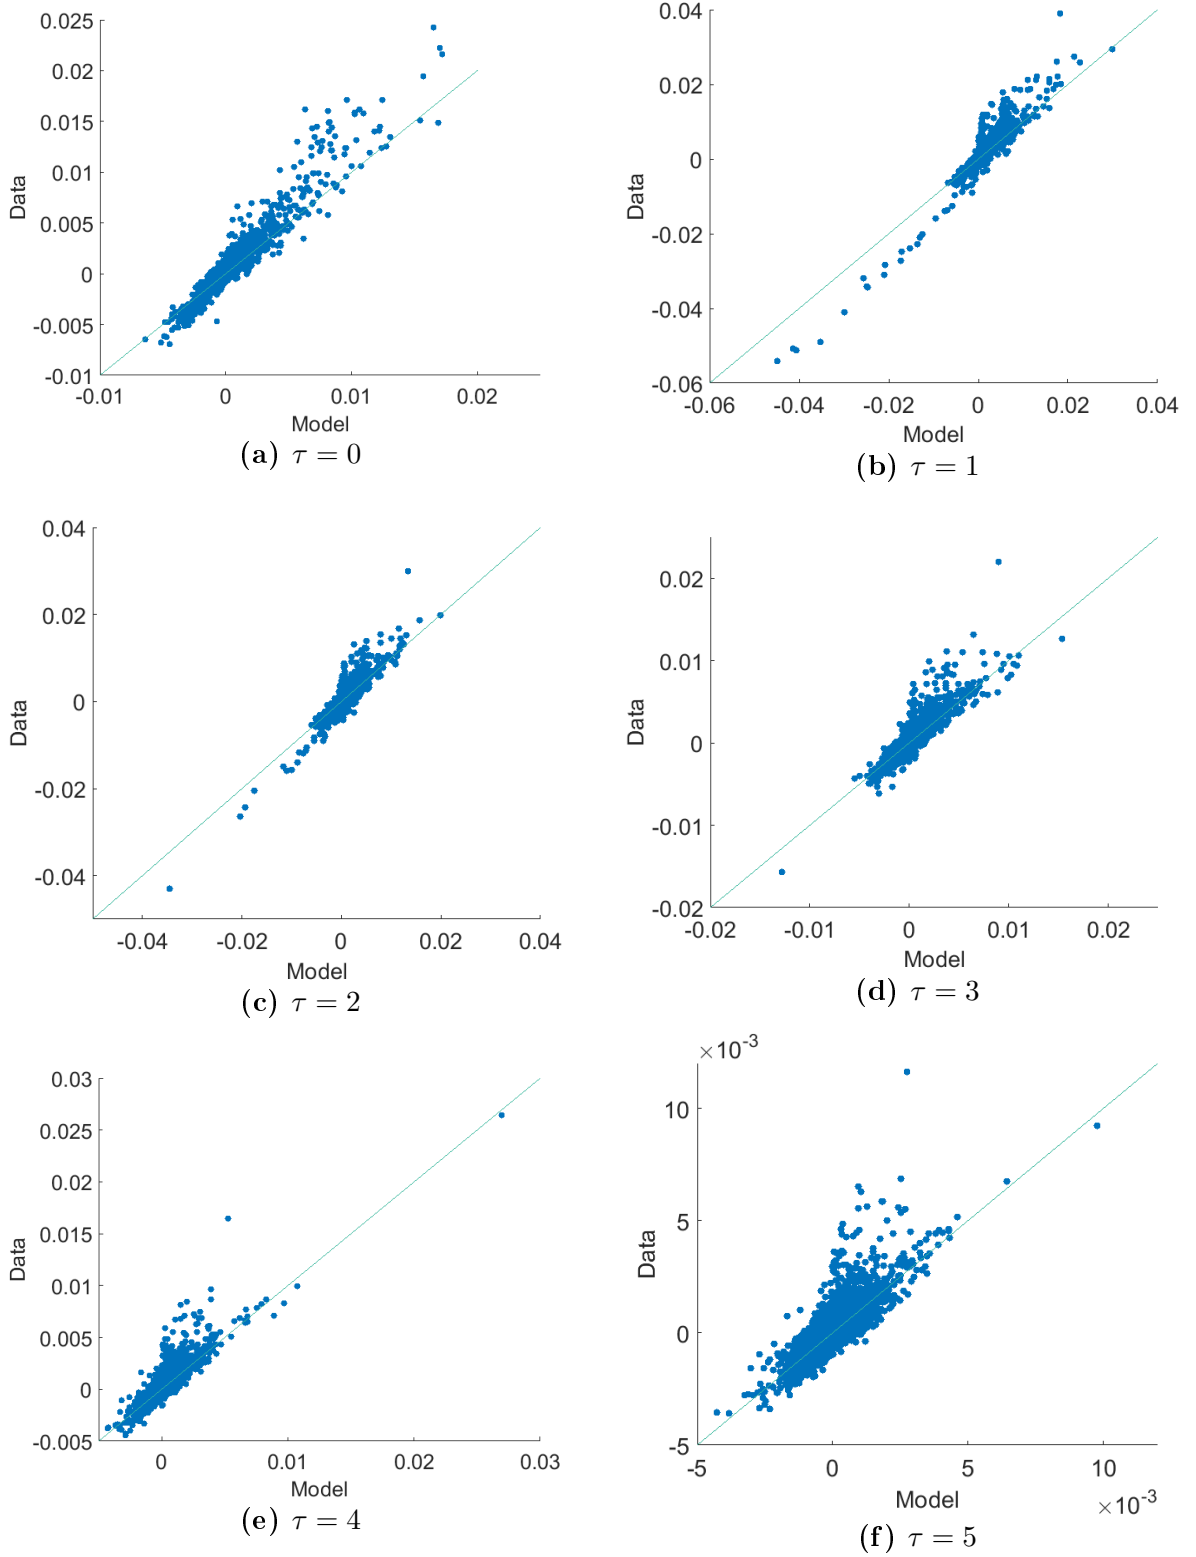 0.025
0.02
0.015
0.01
0.005
0
-0.005
-0.01
Data
-0.01 0 0.01 0.02
Model
(a) τ = 0
0.04
0.02
0
-0.02
-0.04
-0.06
Data
-0.06 -0.04 -0.02 0 0.02 0.04
Model
(b) τ = 1
0.04
0.02
0
-0.02
-0.04
Data
-0.04 -0.02 0 0.02 0.04
Model
(c) τ = 2
0.02
0.01
0
-0.01
-0.02
Data
-0.02 -0.01 0 0.01 0.02
Model
(d) τ = 3
0.03
0.025
0.02
0.015
0.01
0.005
0
-0.005
Data
0 0.01 0.02 0.03
Model
(e) τ = 4
×10⁻³
10
5
0
-5
Data
-5 0 5 10
Model
×10⁻³
(f) τ = 5